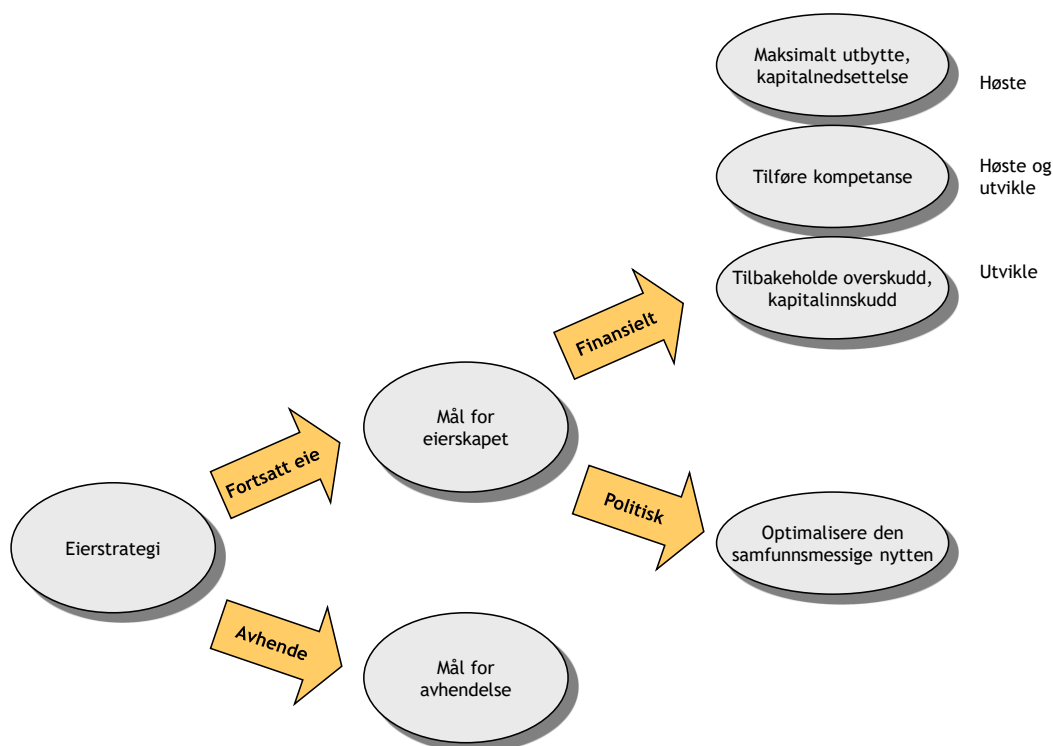 Maksimalt utbytte,
kapitalnedsettelse
Høste
Tilføre kompetanse
Høste og
utvikle
Tilbakeholde overskudd,
kapitalinnskudd
Utvikle
Finansielt
Mål for
eierskapet
Fortsatt eie
Politisk
Eierstrategi
Optimalisere den
samfunnsmessige nytten
Avhende
Mål for
avhendelse